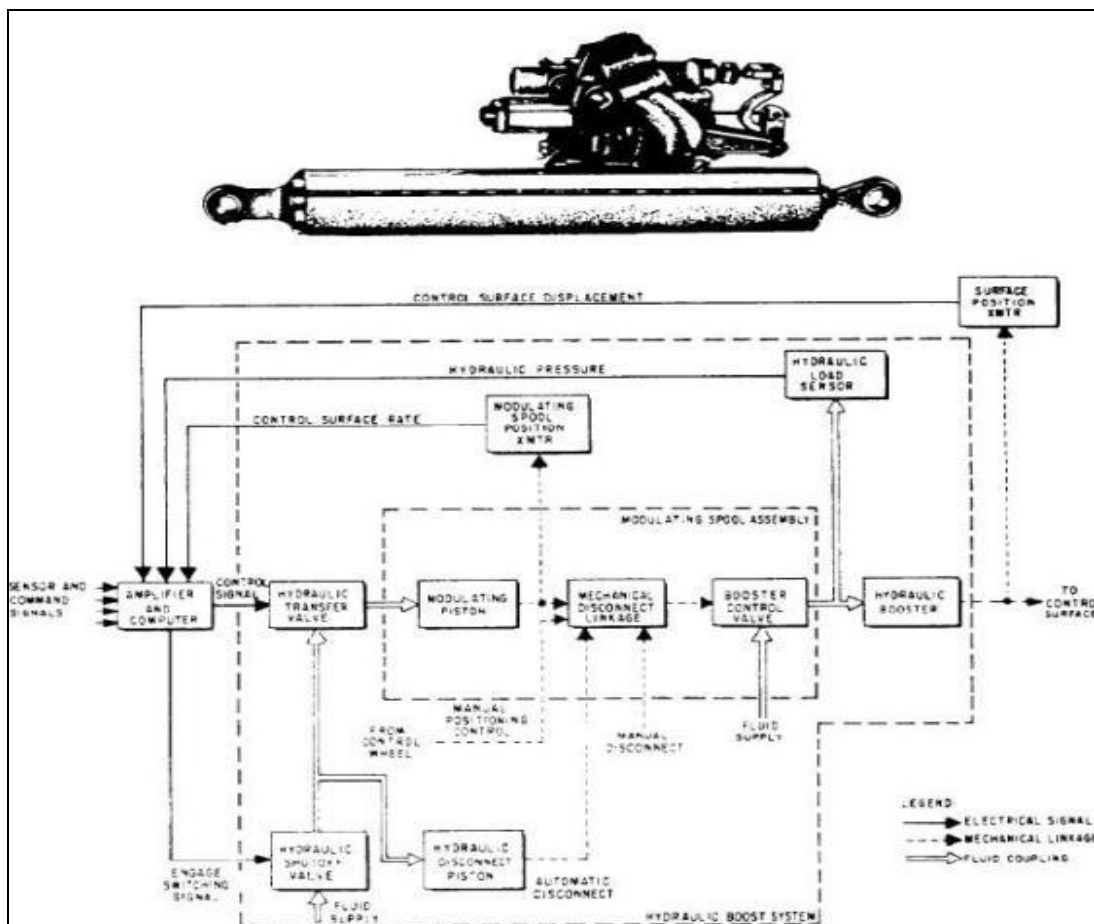 CONTROL SURFACE DISPLACEMENT
SURFACE
POSITION
XMTR
HYDRAULIC PRESSURE
HYDRAULIC
LOAD
SENSOR
CONTROL SURFACE RATE
MODULATING
SPOOL
POSITION
XMTR
MODULATING SPOOL ASSEMBLY
SENSOR AND
COMMAND
SIGNALS
AMPLIFIER
AND
COMPUTER
CONTROL
SIGNAL
HYDRAULIC
TRANSFER
VALVE
MODULATING
PISTON
MECHANICAL
DISCONNECT
LINKAGE
BOOSTER
CONTROL
VALVE
HYDRAULIC
BOOSTER
TO
CONTROL
SURFACE
MANUAL
POSITIONING
CONTROL
FROM
CONTROL
WHEEL
MANUAL
DISCONNECT
FLUID
SUPPLY
ENGAGE
SWITCHING
SIGNAL
HYDRAULIC
SHUTOFF
VALVE
FLUID
SUPPLY
HYDRAULIC
DISCONNECT
PISTON
AUTOMATIC
DISCONNECT
LEGEND:
ELECTRICAL SIGNAL
MECHANICAL LINKAGE
FLUID COUPLING
HYDRAULIC BOOST SYSTEM